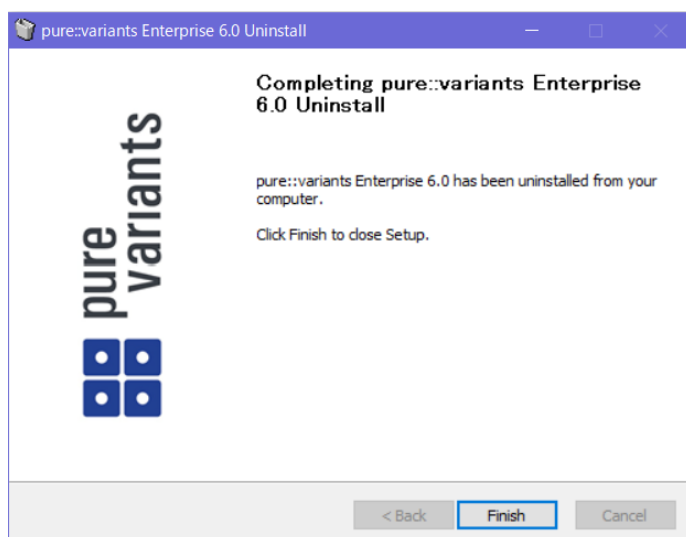 pure::variants Enterprise 6.0 Uninstall
Completing pure::variants Enterprise
6.0 Uninstall
pure::variants Enterprise 6.0 has been uninstalled from your
computer.
Click Finish to close Setup.
pure
variants
< Back
Finish
Cancel